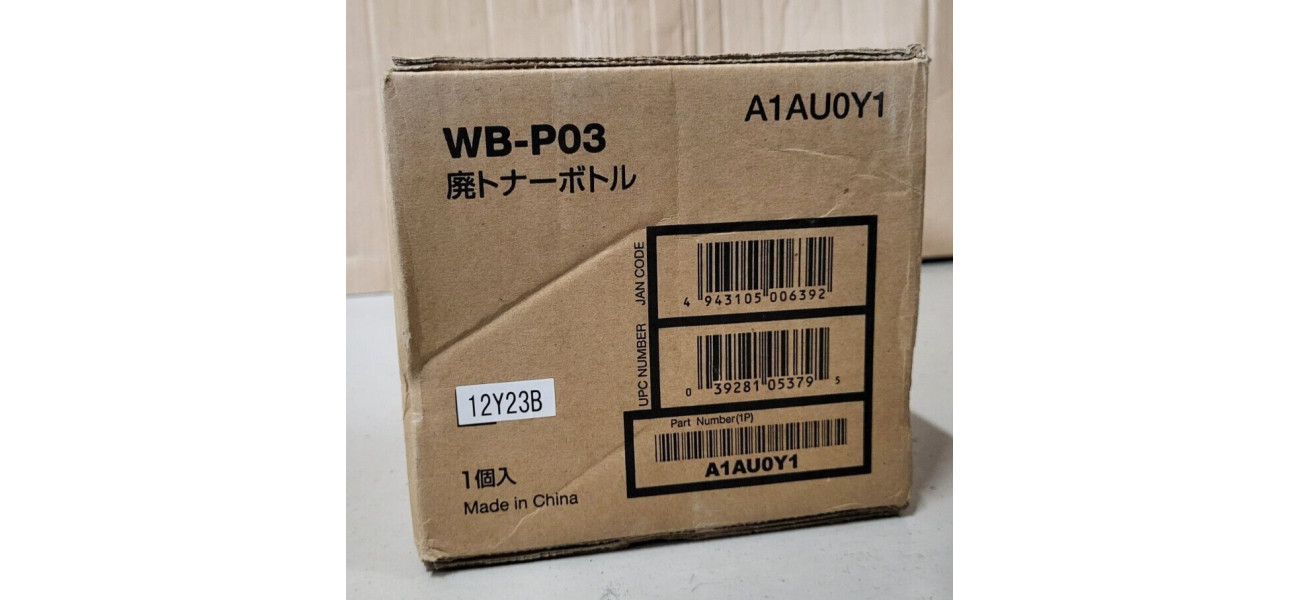 A1AU0Y1
WB-P03
廃トナーボトル
JAN CODE
4 943105 006392
UPC NUMBER
0 39281 05379 5
12Y23B
Part Number(1P)
A1AU0Y1
1個入
Made in China